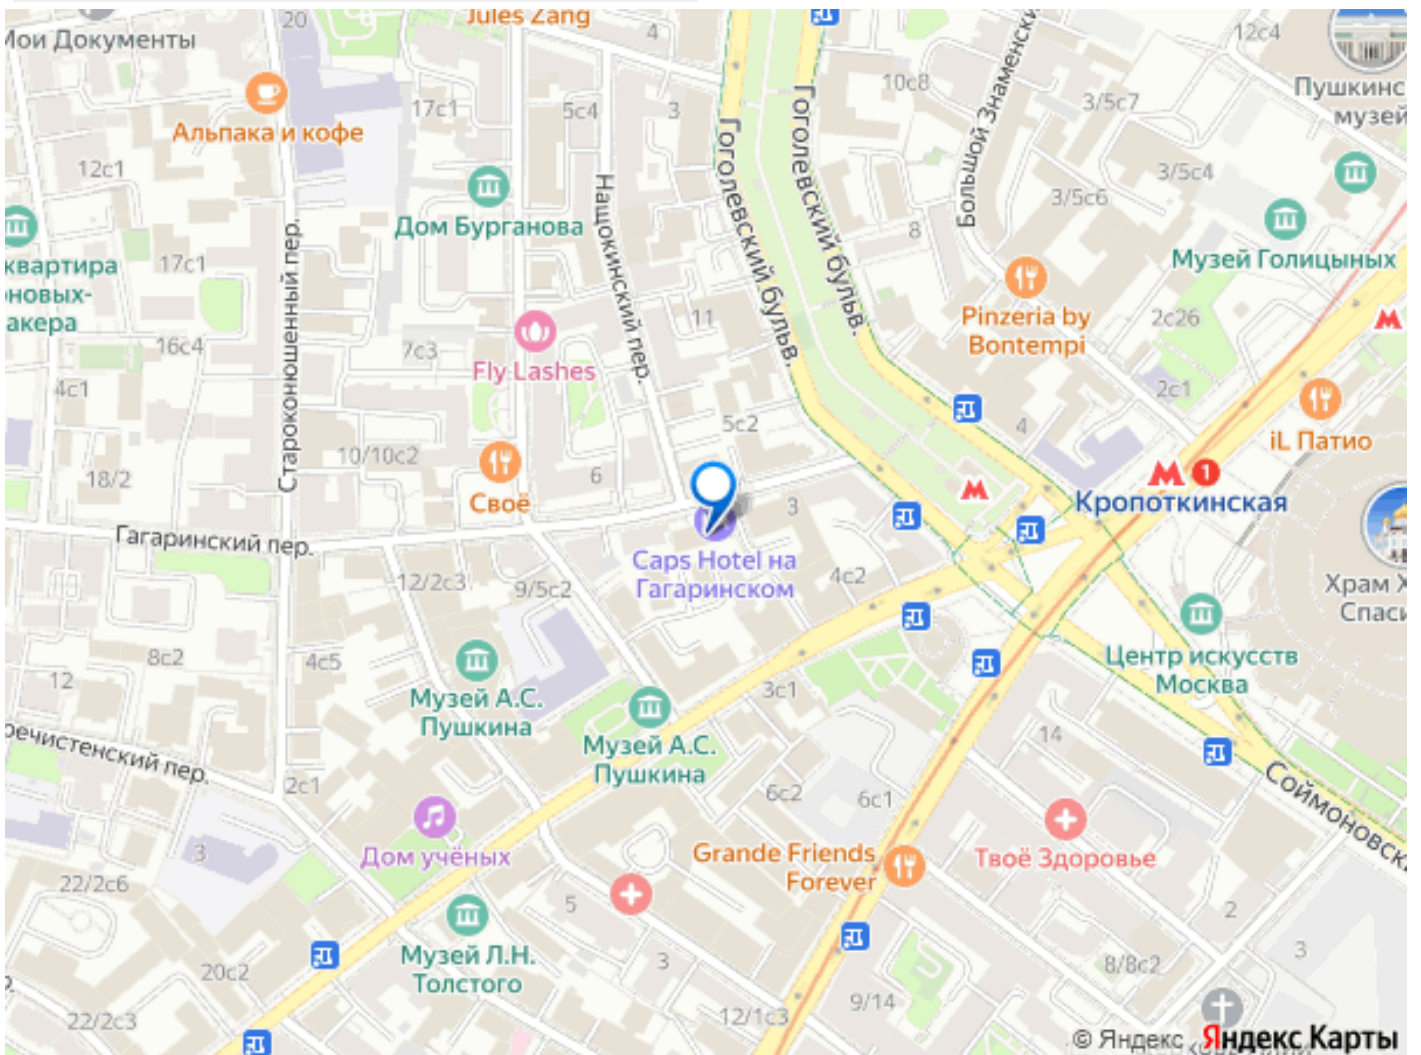 Jules Zang
20
4
12с4
Мои Документы
10с8
Пушкинс
музей
17с1
5с4
3
3/5с7
Альпака и кофе
12с1
3/5с4
3/5с6
Гоголевский бульв.
Гоголевский бульв.
Большой Знаменски
Нащокинский пер.
Староконюшенный пер.
Дом Бурганова
8
Музей Голицыных
квартира
оновых-
акера
17с1
11
Pinzeria by
Bontempi
2с26
16с4
7с3
Fly Lashes
4с1
2с1
5с2
4
iL Патио
10/10с2
18/2
6
Своё
3
Кропоткинская
1
Гагаринский пер.
Caps Hotel на
Гагаринском
4с2
12/2с3
9/5с2
Храм Х
Спаси
8с2
4с5
12
Музей А.С.
Пушкина
3с1
Центр искусств
Москва
речистенский пер.
Музей А.С.
Пушкина
14
2с1
6с2
6с1
Соймоновски
3
Дом учёных
Grande Friends
Forever
Твоё Здоровье
22/2с6
5
2
Музей Л.Н.
Толстого
20с2
3
8/8с2
3
9/14
22/2с3
12/1с3
© Яндекс Яндекс Карты